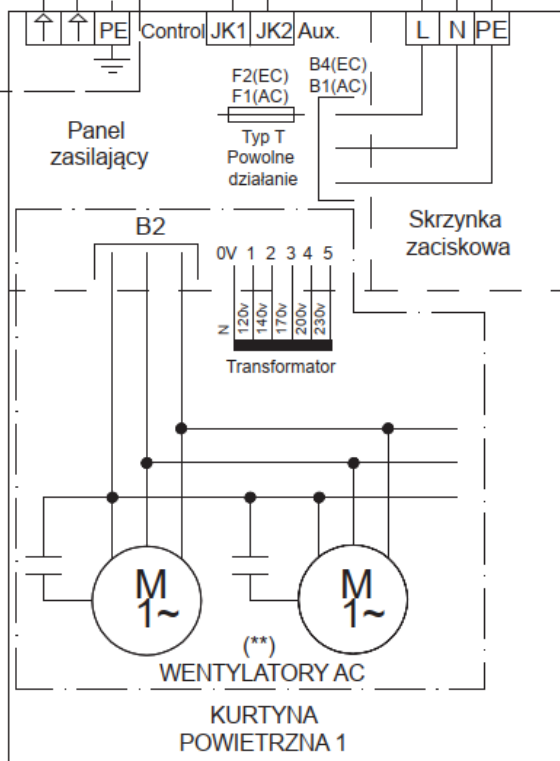 PE Control JK1 JK2 Aux. L N PE
F2(EC)
F1(AC)
B4(EC)
B1(AC)
Panel
zasilający
Typ T
Powolne
działanie
Skrzynka
zaciskowa
B2
0V 1 2 3 4 5
N 120v 140v 170v 200v 230v
Transformator
M
1~
M
1~
(**)
WENTYLATORY AC
KURTYNA
POWIETRZNA 1